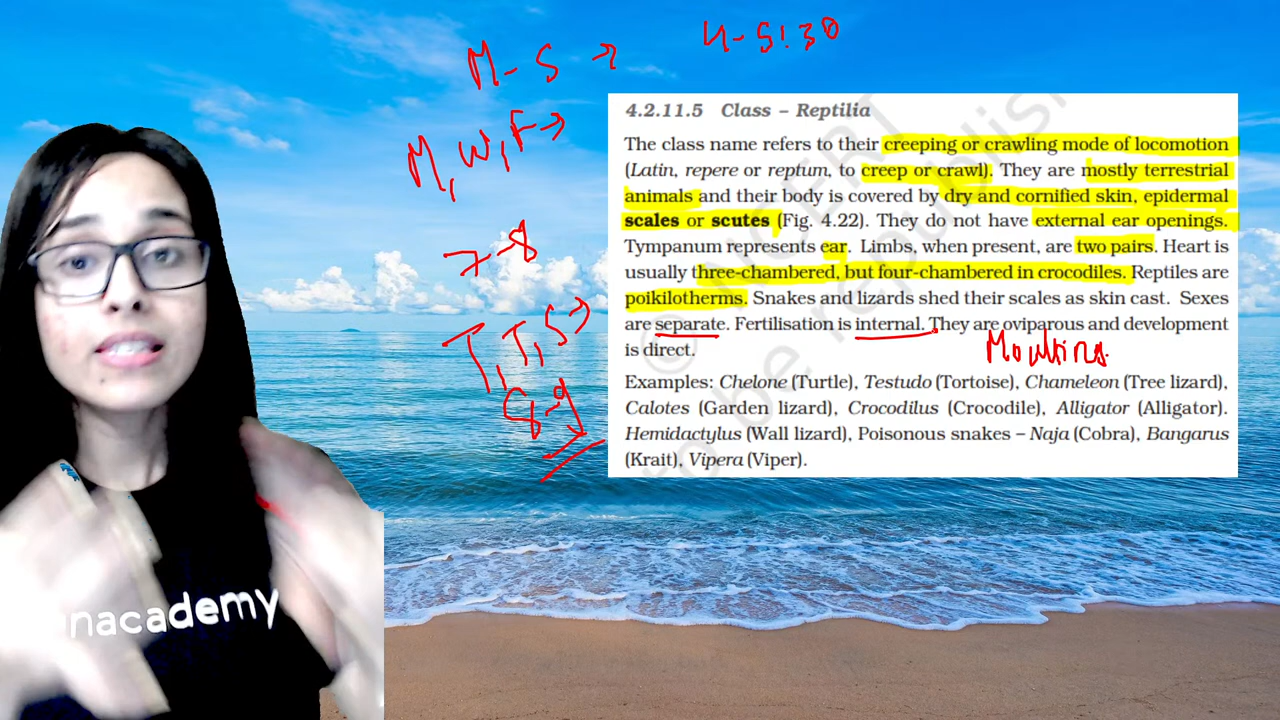 M - S → 4 - 5:30
M, W, F →
7-8
T, T, S →
8-9
4.2.11.5 Class – Reptilia
The class name refers to their creeping or crawling mode of locomotion
(Latin, repere or reptum, to creep or crawl). They are mostly terrestrial
animals and their body is covered by dry and cornified skin, epidermal
scales or scutes (Fig. 4.22). They do not have external ear openings.
Tympanum represents ear. Limbs, when present, are two pairs. Heart is
usually three-chambered, but four-chambered in crocodiles. Reptiles are
poikilotherms. Snakes and lizards shed their scales as skin cast. Sexes
are separate. Fertilisation is internal. They are oviparous and development
is direct.
Moulting
Examples: Chelone (Turtle), Testudo (Tortoise), Chameleon (Tree lizard),
Calotes (Garden lizard), Crocodilus (Crocodile), Alligator (Alligator).
Hemidactylus (Wall lizard), Poisonous snakes – Naja (Cobra), Bangarus
(Krait), Vipera (Viper).
© NCERT
be republis
nacademy